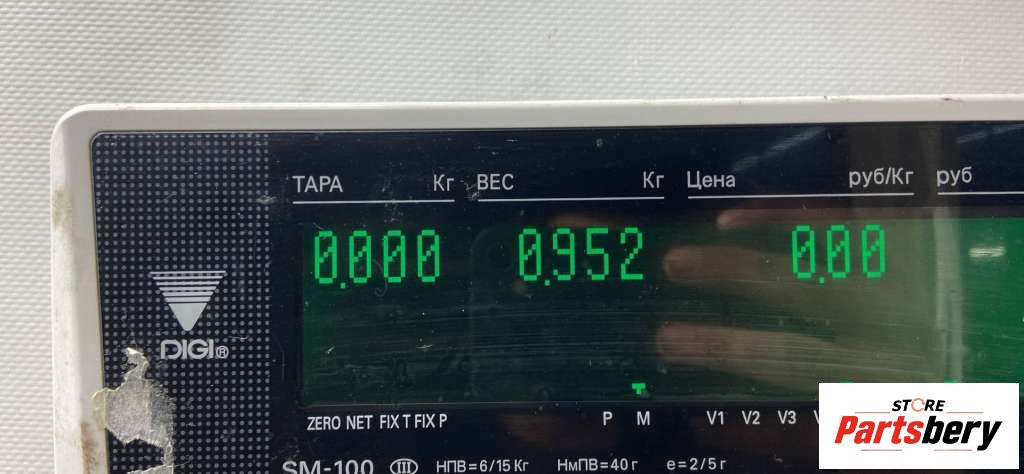 ТАРА Кг ВЕС Кг Цена руб/Кг руб
0.000 0.952 0.00
DIGI®
ZERO NET FIX T FIX P P M V1 V2 V3
SM-100 III НПВ=6/15 Кг НмПВ=40 г e=2/5 г
STORE
Partsbery